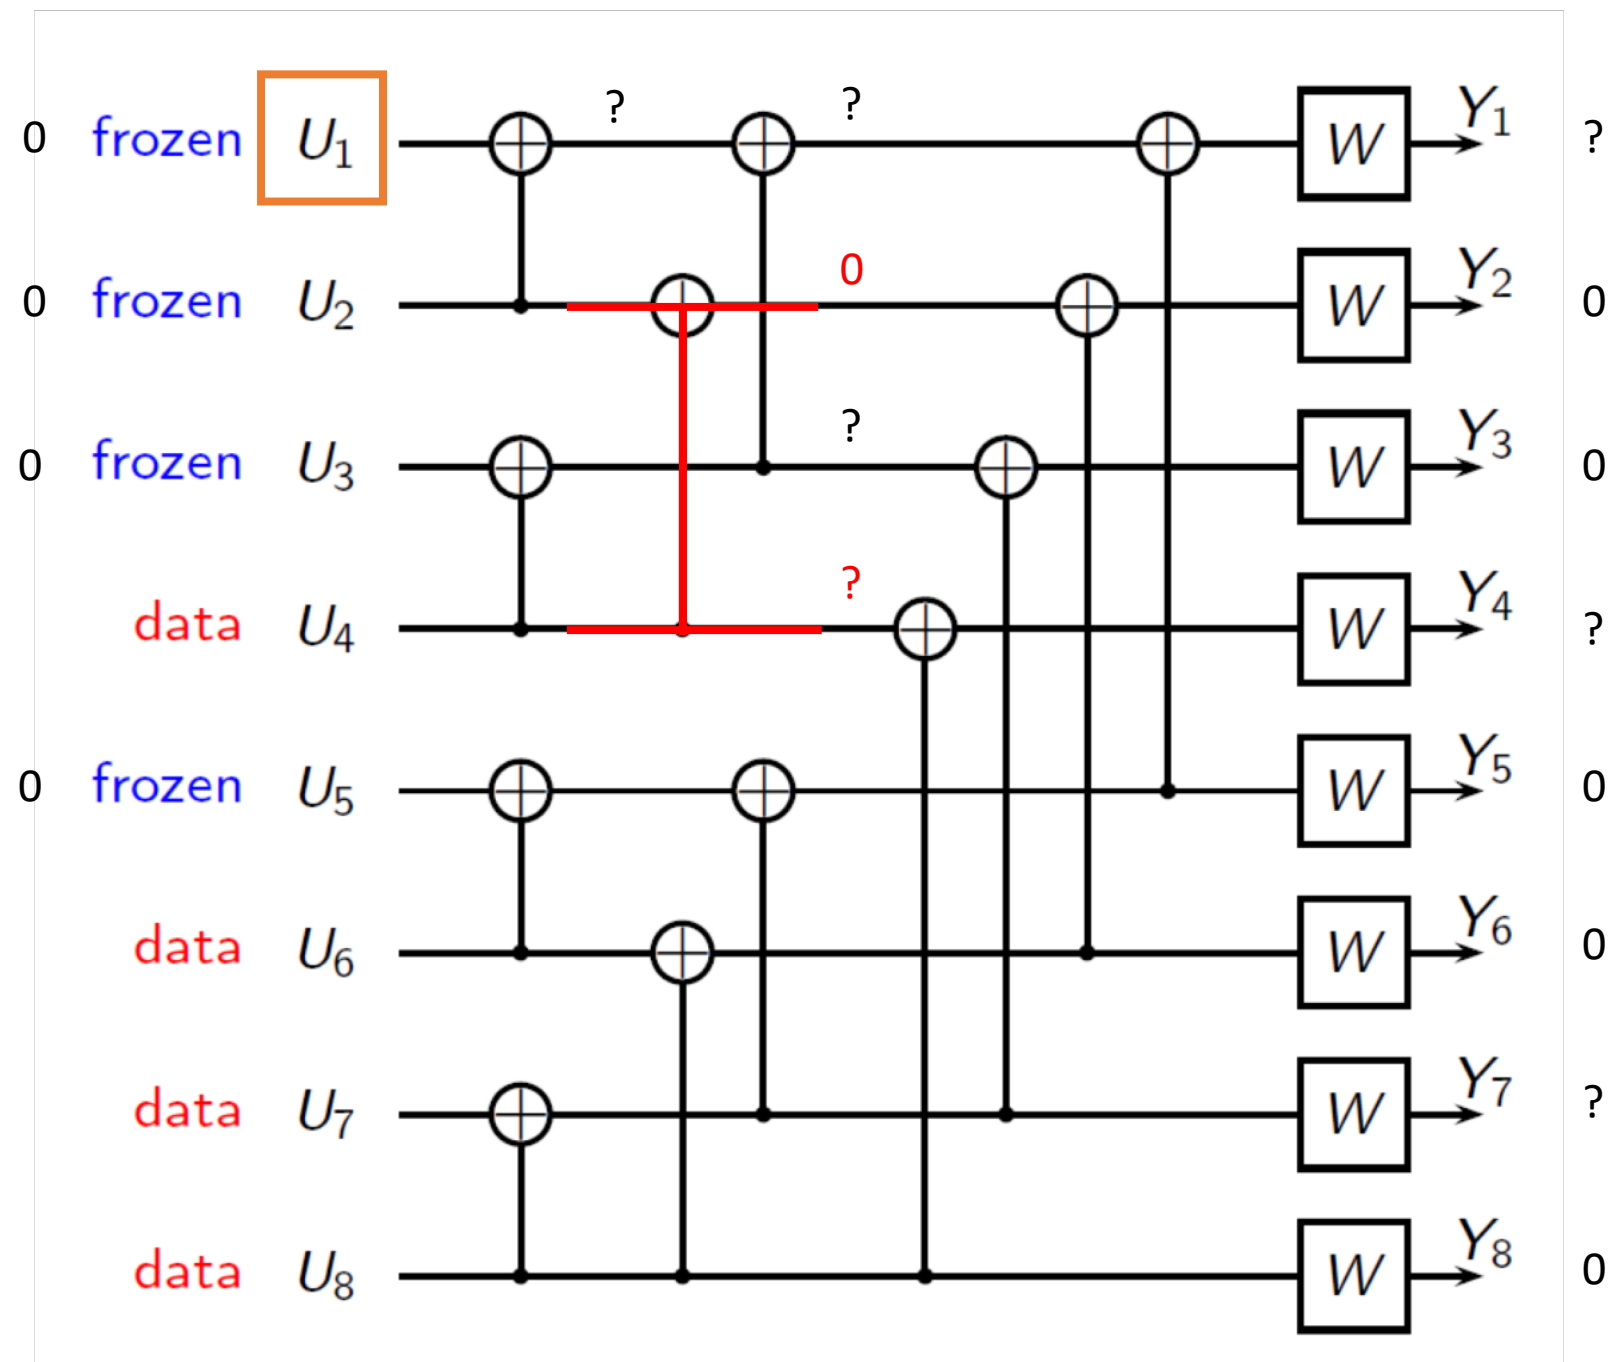 ? ?
0 frozen U1 W Y1 ?
0
0 frozen U2 W Y2 0
?
0 frozen U3 W Y3 0
?
data U4 W Y4 ?
0 frozen U5 W Y5 0
data U6 W Y6 0
data U7 W Y7 ?
data U8 W Y8 0